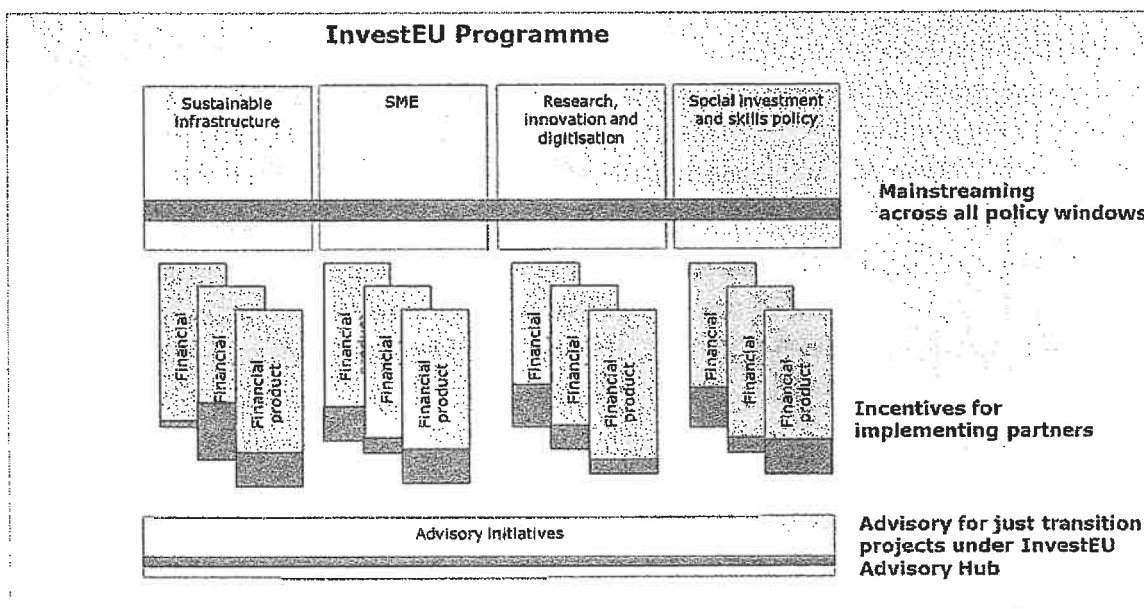 InvestEU Programme
Sustainable
infrastructure
SME
Research,
innovation and
digitisation
Social investment
and skills policy
Mainstreaming
across all policy windows
Financial
Financial
Financial
product
Financial
Financial
Financial
product
Financial
Financial
Financial
product
Financial
Financial
Financial
product
Incentives for
implementing partners
Advisory initiatives
Advisory for just transition
projects under InvestEU
Advisory Hub